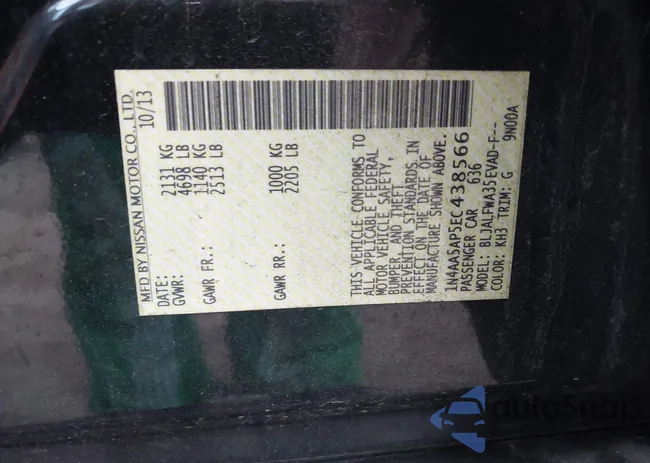 MFD BY NISSAN MOTOR CO., LTD.
DATE: 10/13
GVWR: 2131 KG
4698 LB
GAWR FR: 1140 KG
2513 LB
GAWR RR: 1000 KG
2205 LB
THIS VEHICLE CONFORMS TO
ALL APPLICABLE FEDERAL
MOTOR VEHICLE SAFETY,
BUMPER, AND THEFT
PREVENTION STANDARDS IN
EFFECT ON THE DATE OF
MANUFACTURE SHOWN ABOVE.
1N4AA5AP5EC438566
PASSENGER CAR 636
MODEL: BLJALFWA35EVAD-F--
COLOR: KH3 TRIM: G 9N00A
autoSnap